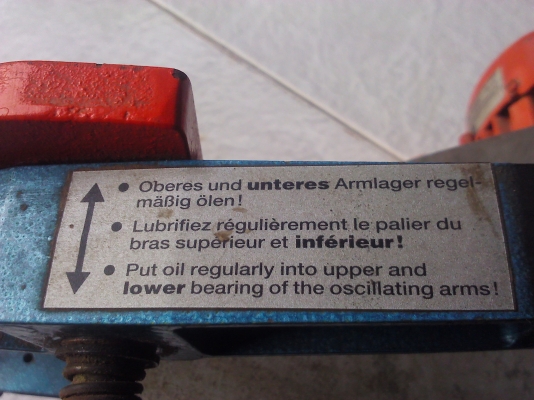 • Oberes und unteres Armlager regel-
mäßig ölen!
• Lubrifiez régulièrement le palier du
bras supérieur et inférieur!
• Put oil regularly into upper and
lower bearing of the oscillating arms!